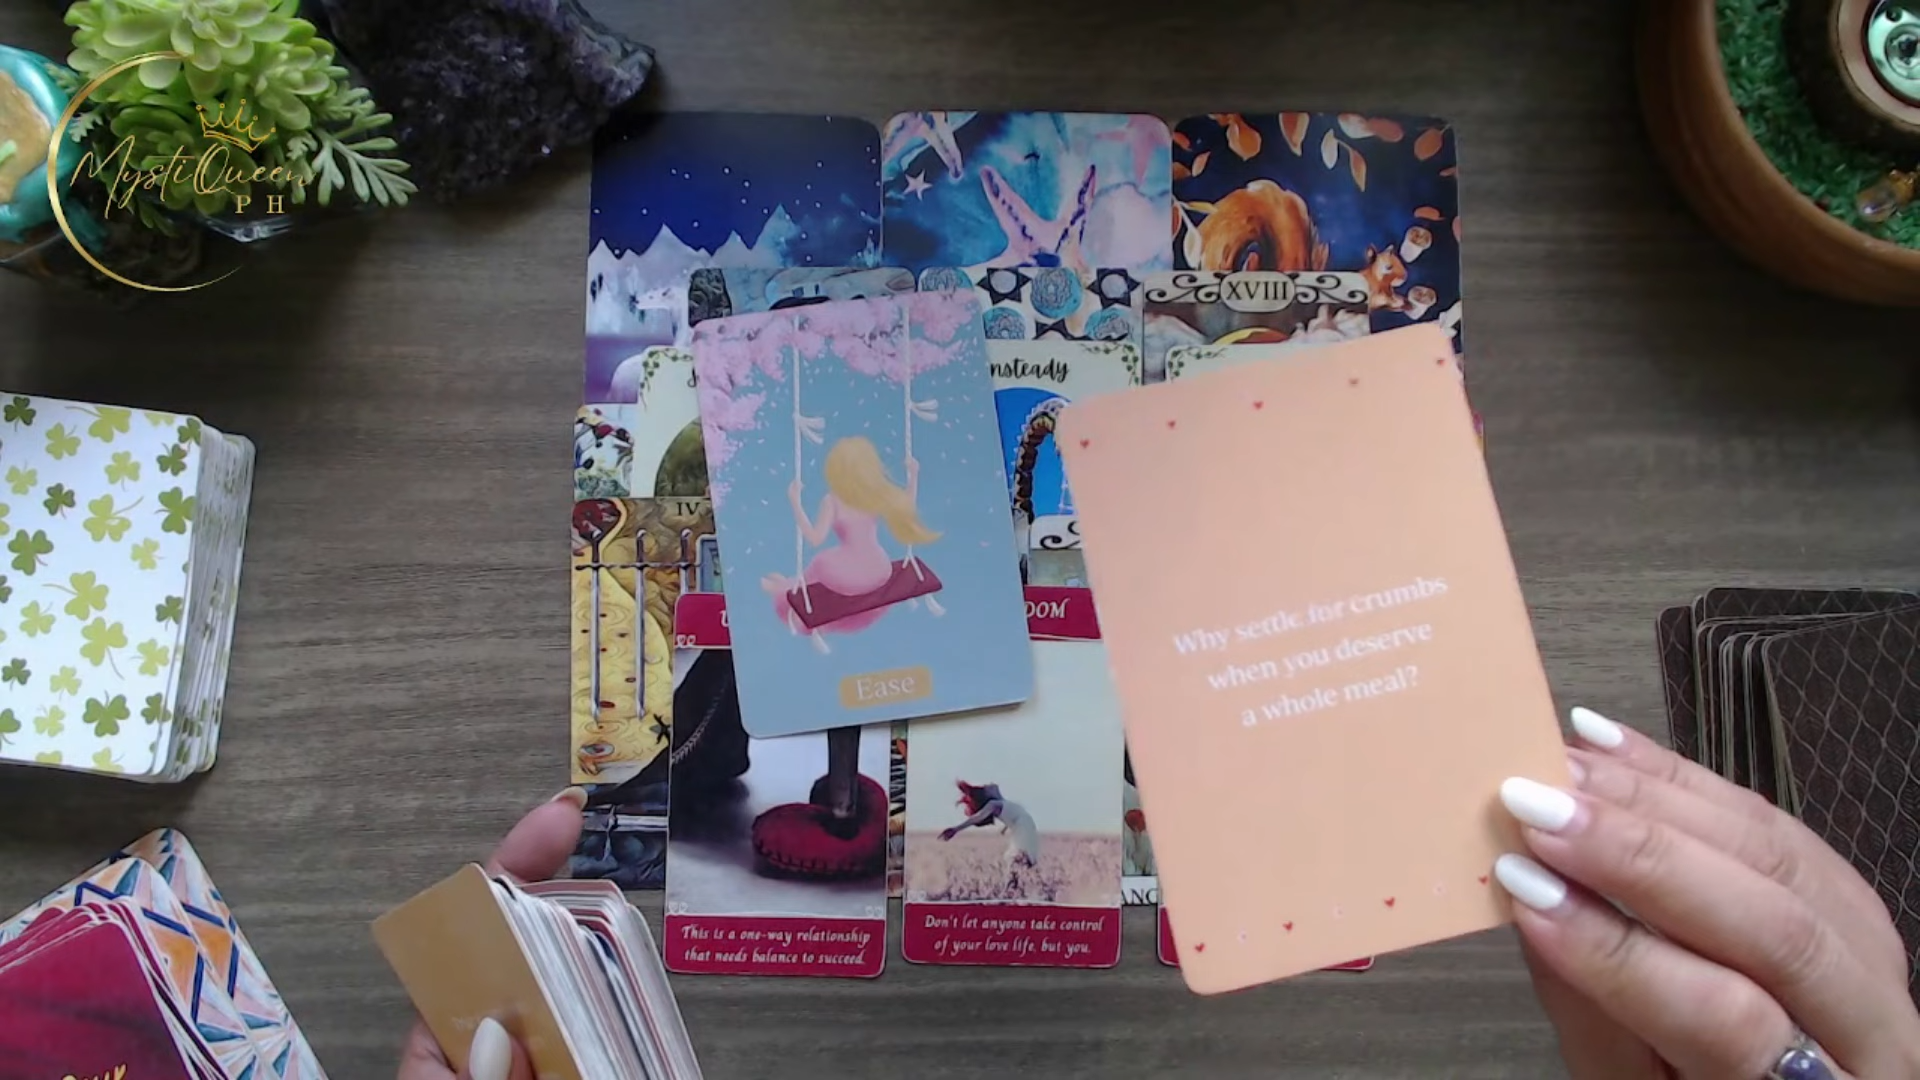 MystiQueen
PH
XVIII
nsteady
IV
DOM
Ease
Why settle for crumbs
when you deserve
a whole meal?
This is a one-way relationship
that needs balance to succeed.
Don't let anyone take control
of your love life, but you.
ANC